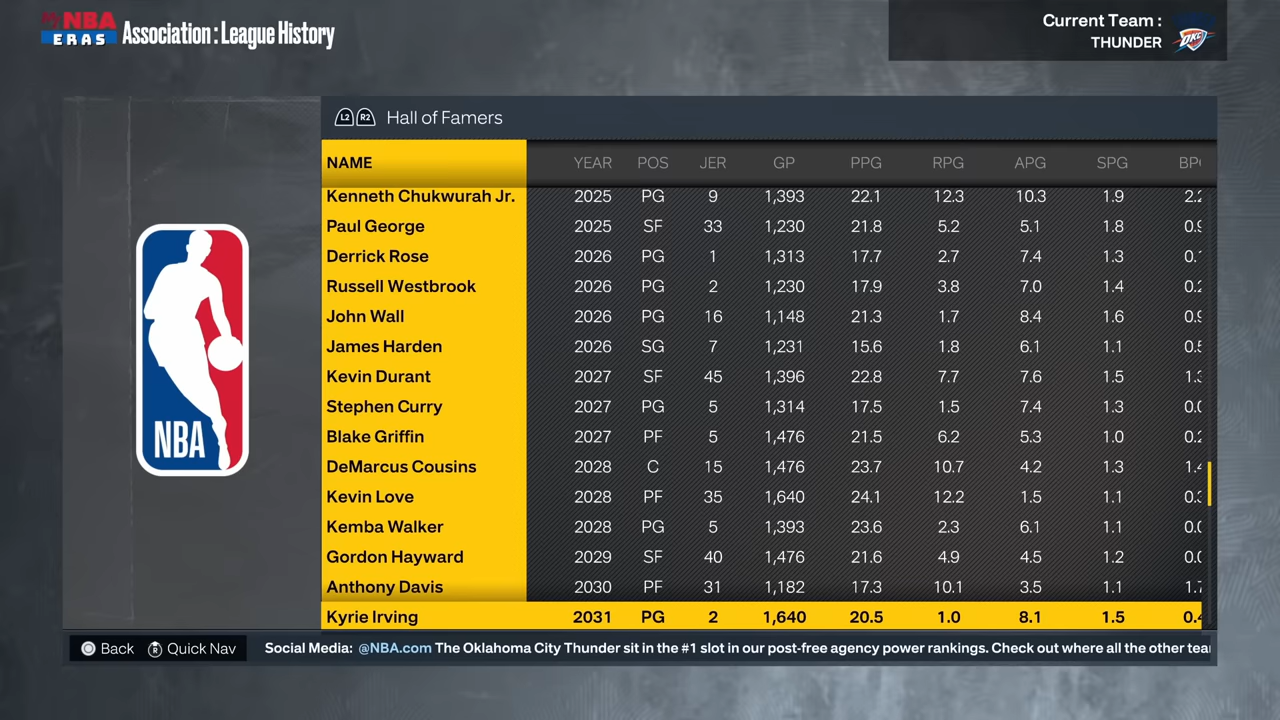 NBA
ERAS
Association : League History
Current Team :
THUNDER
OKC
L2 R2 Hall of Famers
NAME YEAR POS JER GP PPG RPG APG SPG
Kenneth Chukwurah Jr. 2025 PG 9 1,393 22.1 12.3 10.3 1.9 2.2
Paul George 2025 SF 33 1,230 21.8 5.2 5.1 1.8
Derrick Rose 2026 PG 1 1,313 17.7 2.7 7.4 1.3
Russell Westbrook 2026 PG 2 1,230 17.9 3.8 7.0 1.4
John Wall 2026 PG 16 1,148 21.3 1.7 8.4 1.6
James Harden 2026 SG 7 1,231 15.6 1.8 6.1 1.1
Kevin Durant 2027 SF 45 1,396 22.8 7.7 7.6 1.5
Stephen Curry 2027 PG 5 1,314 17.5 1.5 7.4 1.3
Blake Griffin 2027 PF 5 1,476 21.5 6.2 5.3 1.0
DeMarcus Cousins 2028 C 15 1,476 23.7 10.7 4.2 1.3
Kevin Love 2028 PF 35 1,640 24.1 12.2 1.5 1.1
Kemba Walker 2028 PG 5 1,393 23.6 2.3 6.1 1.1
Gordon Hayward 2029 SF 40 1,476 21.6 4.9 4.5 1.2
Anthony Davis 2030 PF 31 1,182 17.3 10.1 3.5 1.1
Kyrie Irving 2031 PG 2 1,640 20.5 1.0 8.1 1.5
NBA
Back R Quick Nav Social Media: @NBA.com The Oklahoma City Thunder sit in the #1 slot in our post-free agency power rankings. Check out where all the other